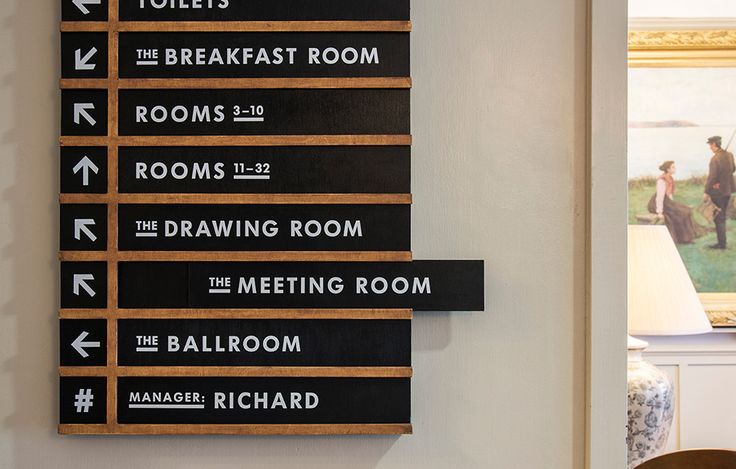 ← TOILETS
↙ THE BREAKFAST ROOM
↖ ROOMS 3–10
↑ ROOMS 11–32
↖ THE DRAWING ROOM
↖ THE MEETING ROOM
← THE BALLROOM
# MANAGER: RICHARD